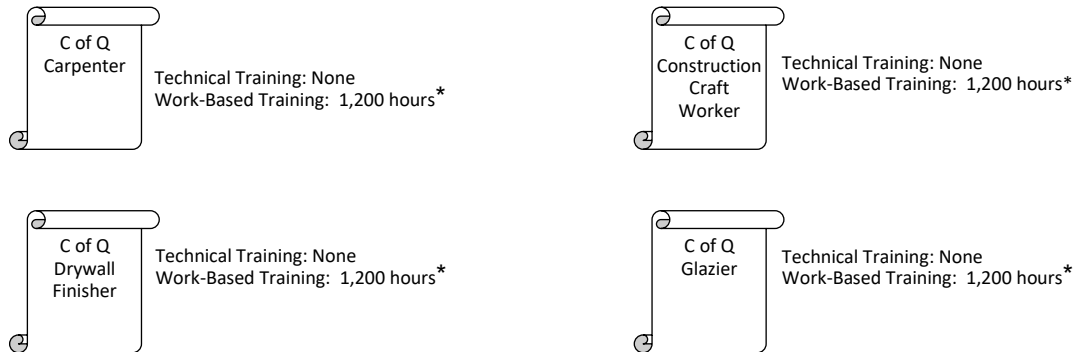 C of Q
Carpenter
Technical Training: None
Work-Based Training: 1,200 hours*
C of Q
Construction
Craft
Worker
Technical Training: None
Work-Based Training: 1,200 hours*
C of Q
Drywall
Finisher
Technical Training: None
Work-Based Training: 1,200 hours*
C of Q
Glazier
Technical Training: None
Work-Based Training: 1,200 hours*